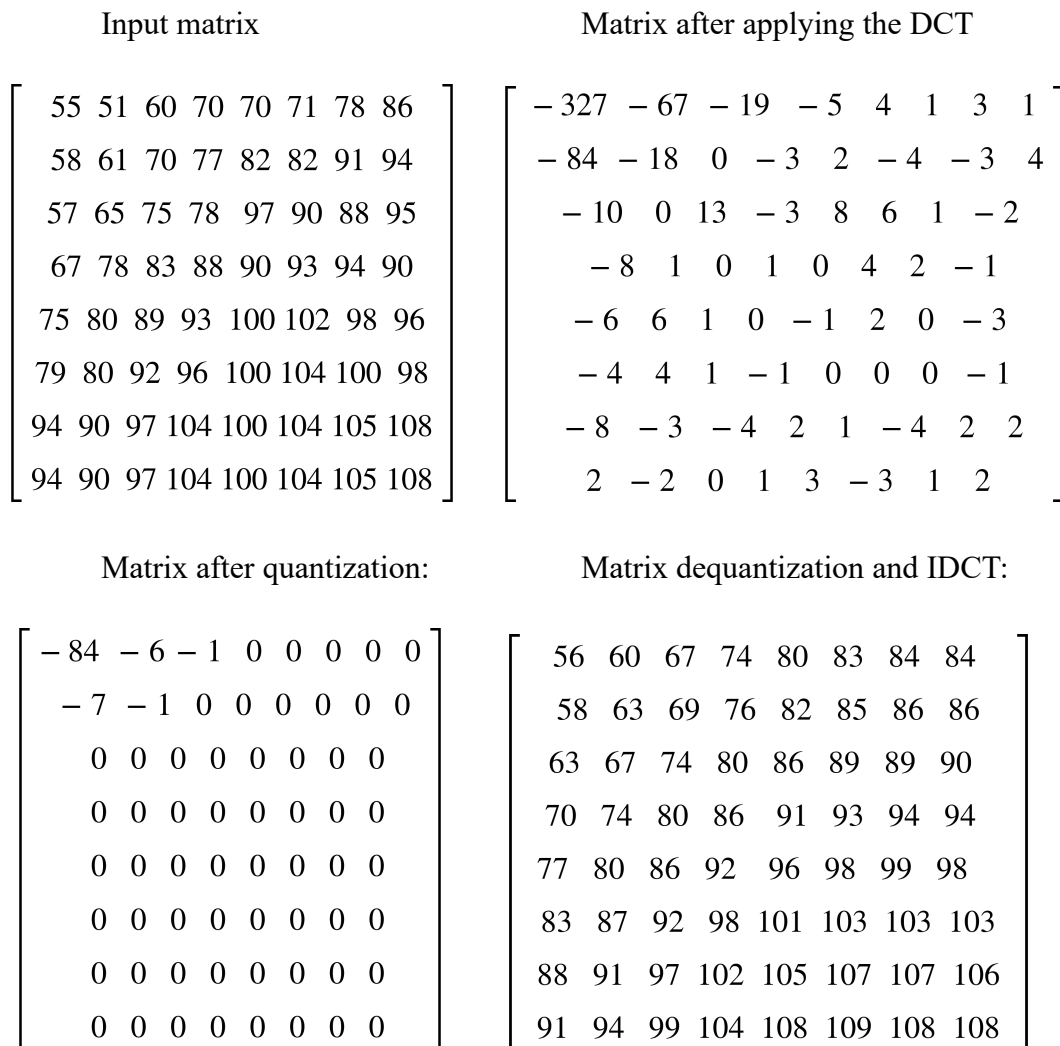 Input matrix
55 51 60 70 70 71 78 86
58 61 70 77 82 82 91 94
57 65 75 78 97 90 88 95
67 78 83 88 90 93 94 90
75 80 89 93 100 102 98 96
79 80 92 96 100 104 100 98
94 90 97 104 100 104 105 108
94 90 97 104 100 104 105 108
Matrix after applying the DCT
− 327 − 67 − 19 − 5 4 1 3 1
− 84 − 18 0 − 3 2 − 4 − 3 4
− 10 0 13 − 3 8 6 1 − 2
− 8 1 0 1 0 4 2 − 1
− 6 6 1 0 − 1 2 0 − 3
− 4 4 1 − 1 0 0 0 − 1
− 8 − 3 − 4 2 1 − 4 2 2
2 − 2 0 1 3 − 3 1 2
Matrix after quantization:
− 84 − 6 − 1 0 0 0 0 0
− 7 − 1 0 0 0 0 0 0
0 0 0 0 0 0 0 0
0 0 0 0 0 0 0 0
0 0 0 0 0 0 0 0
0 0 0 0 0 0 0 0
0 0 0 0 0 0 0 0
0 0 0 0 0 0 0 0
Matrix dequantization and IDCT:
56 60 67 74 80 83 84 84
58 63 69 76 82 85 86 86
63 67 74 80 86 89 89 90
70 74 80 86 91 93 94 94
77 80 86 92 96 98 99 98
83 87 92 98 101 103 103 103
88 91 97 102 105 107 107 106
91 94 99 104 108 109 108 108